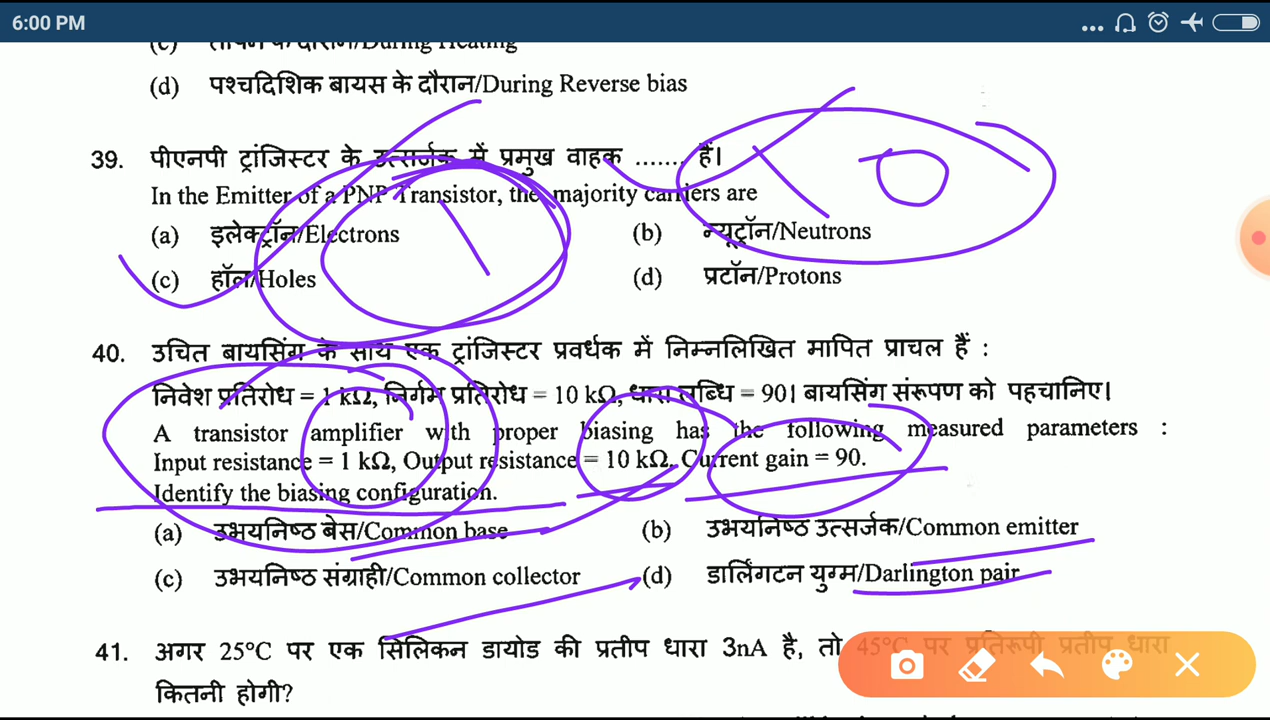 6:00 PM
(c) तापन के दौरान/During Heating
(d) पश्चदिशिक बायस के दौरान/During Reverse bias
39. पीएनपी ट्रांजिस्टर के उत्सर्जक में प्रमुख वाहक ....... हैं।
In the Emitter of a PNP Transistor, the majority carriers are
(a) इलेक्ट्रॉन/Electrons (b) न्यूट्रॉन/Neutrons
(c) हॉल/Holes (d) प्रटॉन/Protons
40. उचित बायसिंग के साथ एक ट्रांजिस्टर प्रवर्धक में निम्नलिखित मापित प्राचल हैं :
निवेश प्रतिरोध = 1 kΩ, निर्गम प्रतिरोध = 10 kΩ, धारा लब्धि = 90। बायसिंग संरूपण को पहचानिए।
A transistor amplifier with proper biasing has the following measured parameters :
Input resistance = 1 kΩ, Output resistance = 10 kΩ, Current gain = 90.
Identify the biasing configuration.
(a) उभयनिष्ठ बेस/Common base (b) उभयनिष्ठ उत्सर्जक/Common emitter
(c) उभयनिष्ठ संग्राही/Common collector (d) डार्लिंगटन युग्म/Darlington pair
41. अगर 25°C पर एक सिलिकन डायोड की प्रतीप धारा 3nA है, तो 45°C पर प्रतिरूपी प्रतीप धारा
कितनी होगी?